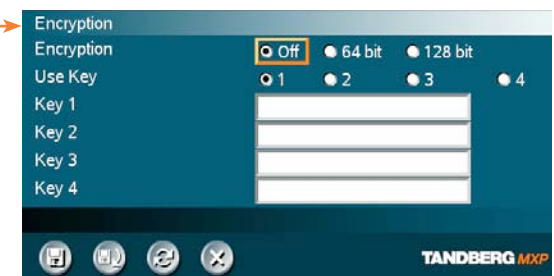 Encryption
Encryption Off 64 bit 128 bit
Use Key 1 2 3 4
Key 1
Key 2
Key 3
Key 4
TANDBERG MXP